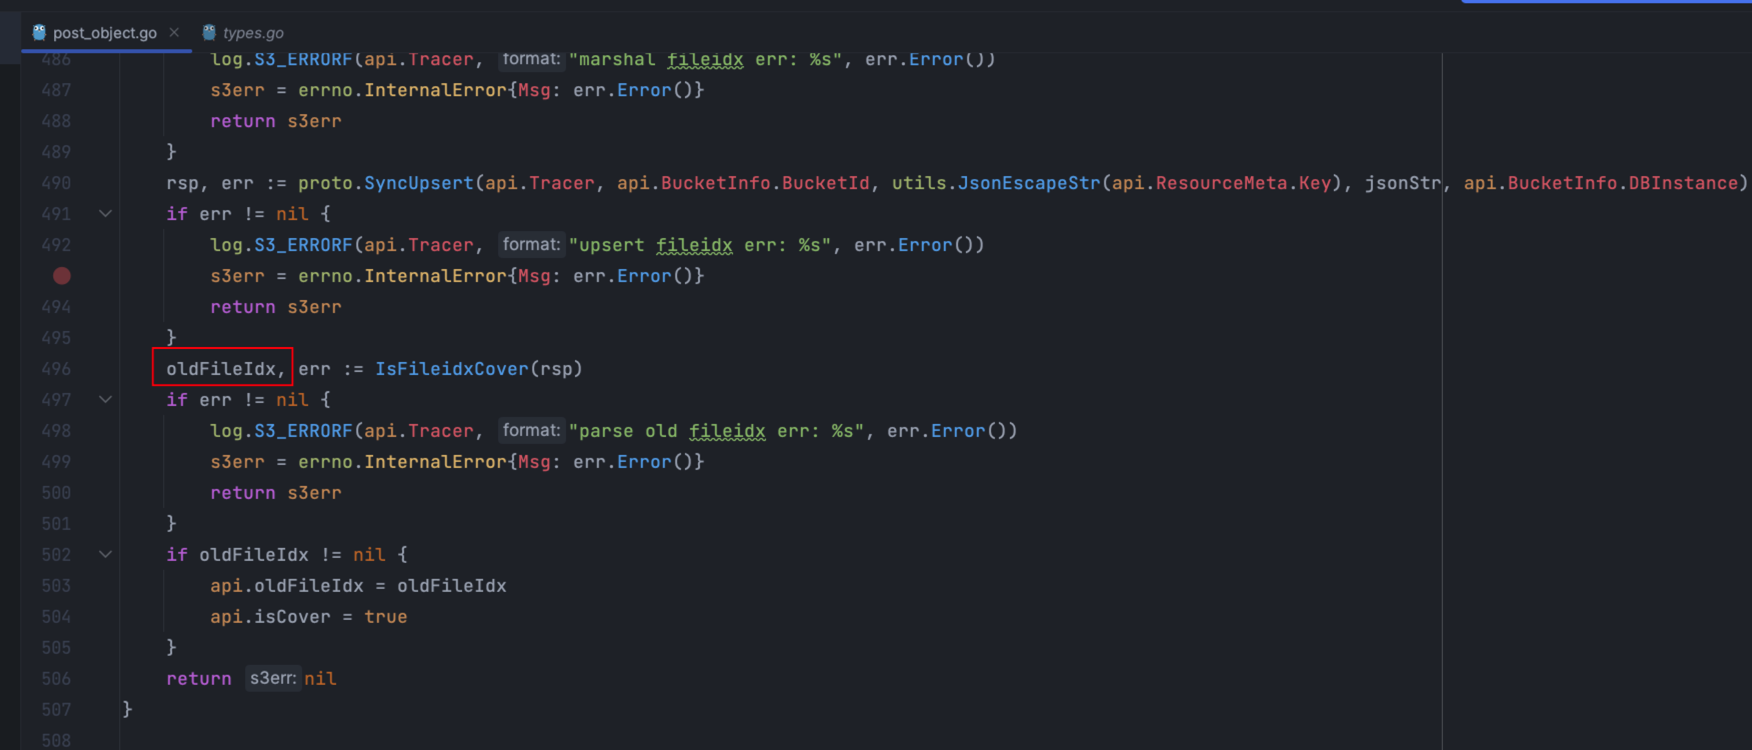 post_object.go × types.go
486 log.S3_ERRORF(api.Tracer, format: "marshal fileidx err: %s", err.Error())
487 s3err = errno.InternalError{Msg: err.Error()}
488 return s3err
489 }
490 rsp, err := proto.SyncUpsert(api.Tracer, api.BucketInfo.BucketId, utils.JsonEscapeStr(api.ResourceMeta.Key), jsonStr, api.BucketInfo.DBInstance)
491 if err != nil {
492 log.S3_ERRORF(api.Tracer, format: "upsert fileidx err: %s", err.Error())
s3err = errno.InternalError{Msg: err.Error()}
494 return s3err
495 }
496 oldFileIdx, err := IsFileidxCover(rsp)
497 if err != nil {
498 log.S3_ERRORF(api.Tracer, format: "parse old fileidx err: %s", err.Error())
499 s3err = errno.InternalError{Msg: err.Error()}
500 return s3err
501 }
502 if oldFileIdx != nil {
503 api.oldFileIdx = oldFileIdx
504 api.isCover = true
505 }
506 return s3err: nil
507 }
508